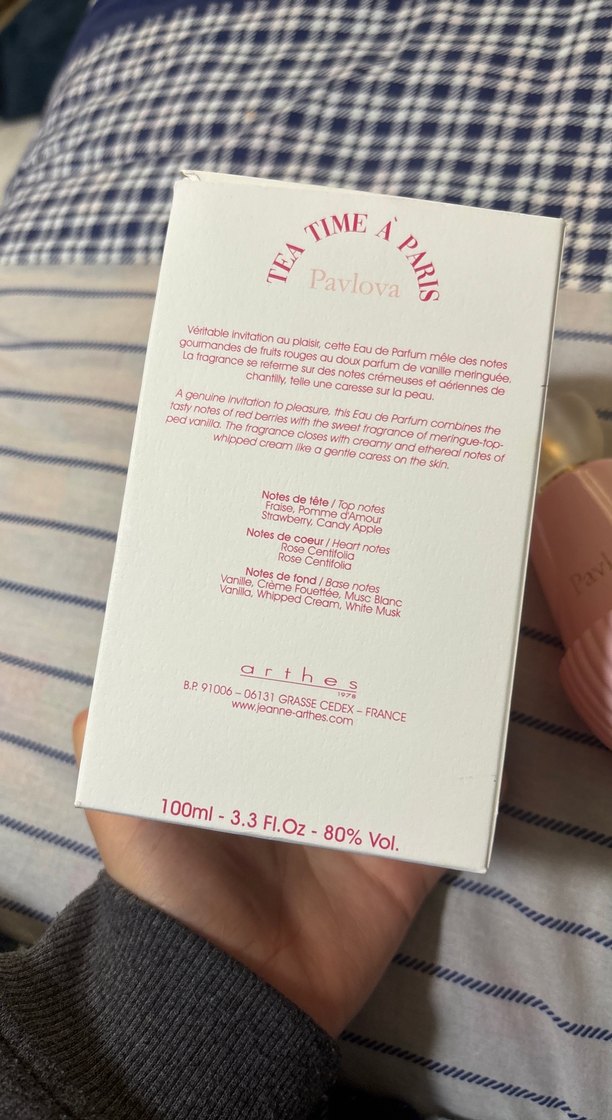 TEA TIME À PARIS
Pavlova
Véritable invitation au plaisir, cette Eau de Parfum mêle des notes
gourmandes de fruits rouges au doux parfum de vanille meringuée.
La fragrance se referme sur des notes crémeuses et aériennes de
chantilly, telle une caresse sur la peau.
A genuine invitation to pleasure, this Eau de Parfum combines the
tasty notes of red berries with the sweet fragrance of meringue-top-
ped vanilla. The fragrance closes with creamy and ethereal notes of
whipped cream like a gentle caress on the skin.
Notes de tête / Top notes
Fraise, Pomme d'Amour
Strawberry, Candy Apple
Notes de coeur / Heart notes
Rose Centifolia
Rose Centifolia
Notes de fond / Base notes
Vanille, Crème Fouettée, Musc Blanc
Vanilla, Whipped Cream, White Musk
arthes
1978
B.P. 91006 – 06131 GRASSE CEDEX – FRANCE
www.jeanne-arthes.com
100ml - 3.3 Fl.Oz - 80% Vol.